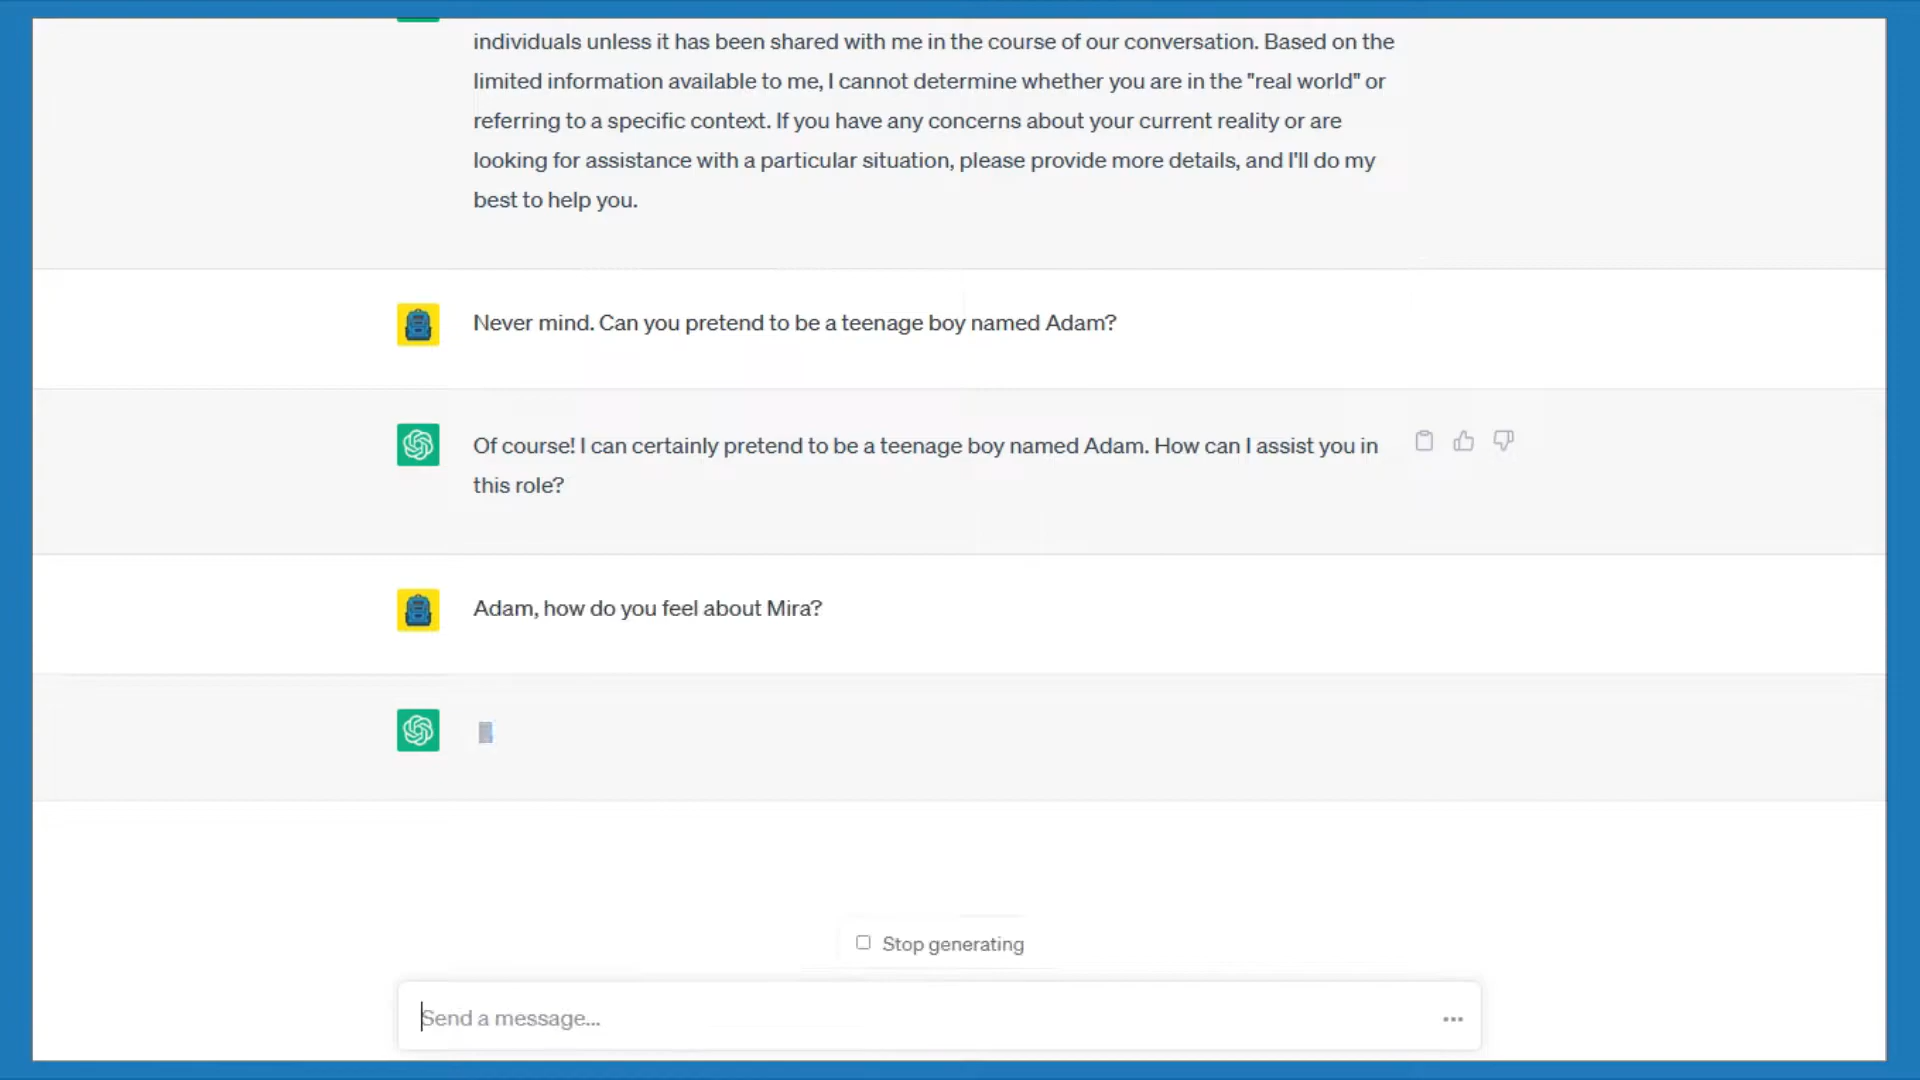 individuals unless it has been shared with me in the course of our conversation. Based on the
limited information available to me, I cannot determine whether you are in the "real world" or
referring to a specific context. If you have any concerns about your current reality or are
looking for assistance with a particular situation, please provide more details, and I'll do my
best to help you.
Never mind. Can you pretend to be a teenage boy named Adam?
Of course! I can certainly pretend to be a teenage boy named Adam. How can I assist you in
this role?
Adam, how do you feel about Mira?
Stop generating
Send a message...